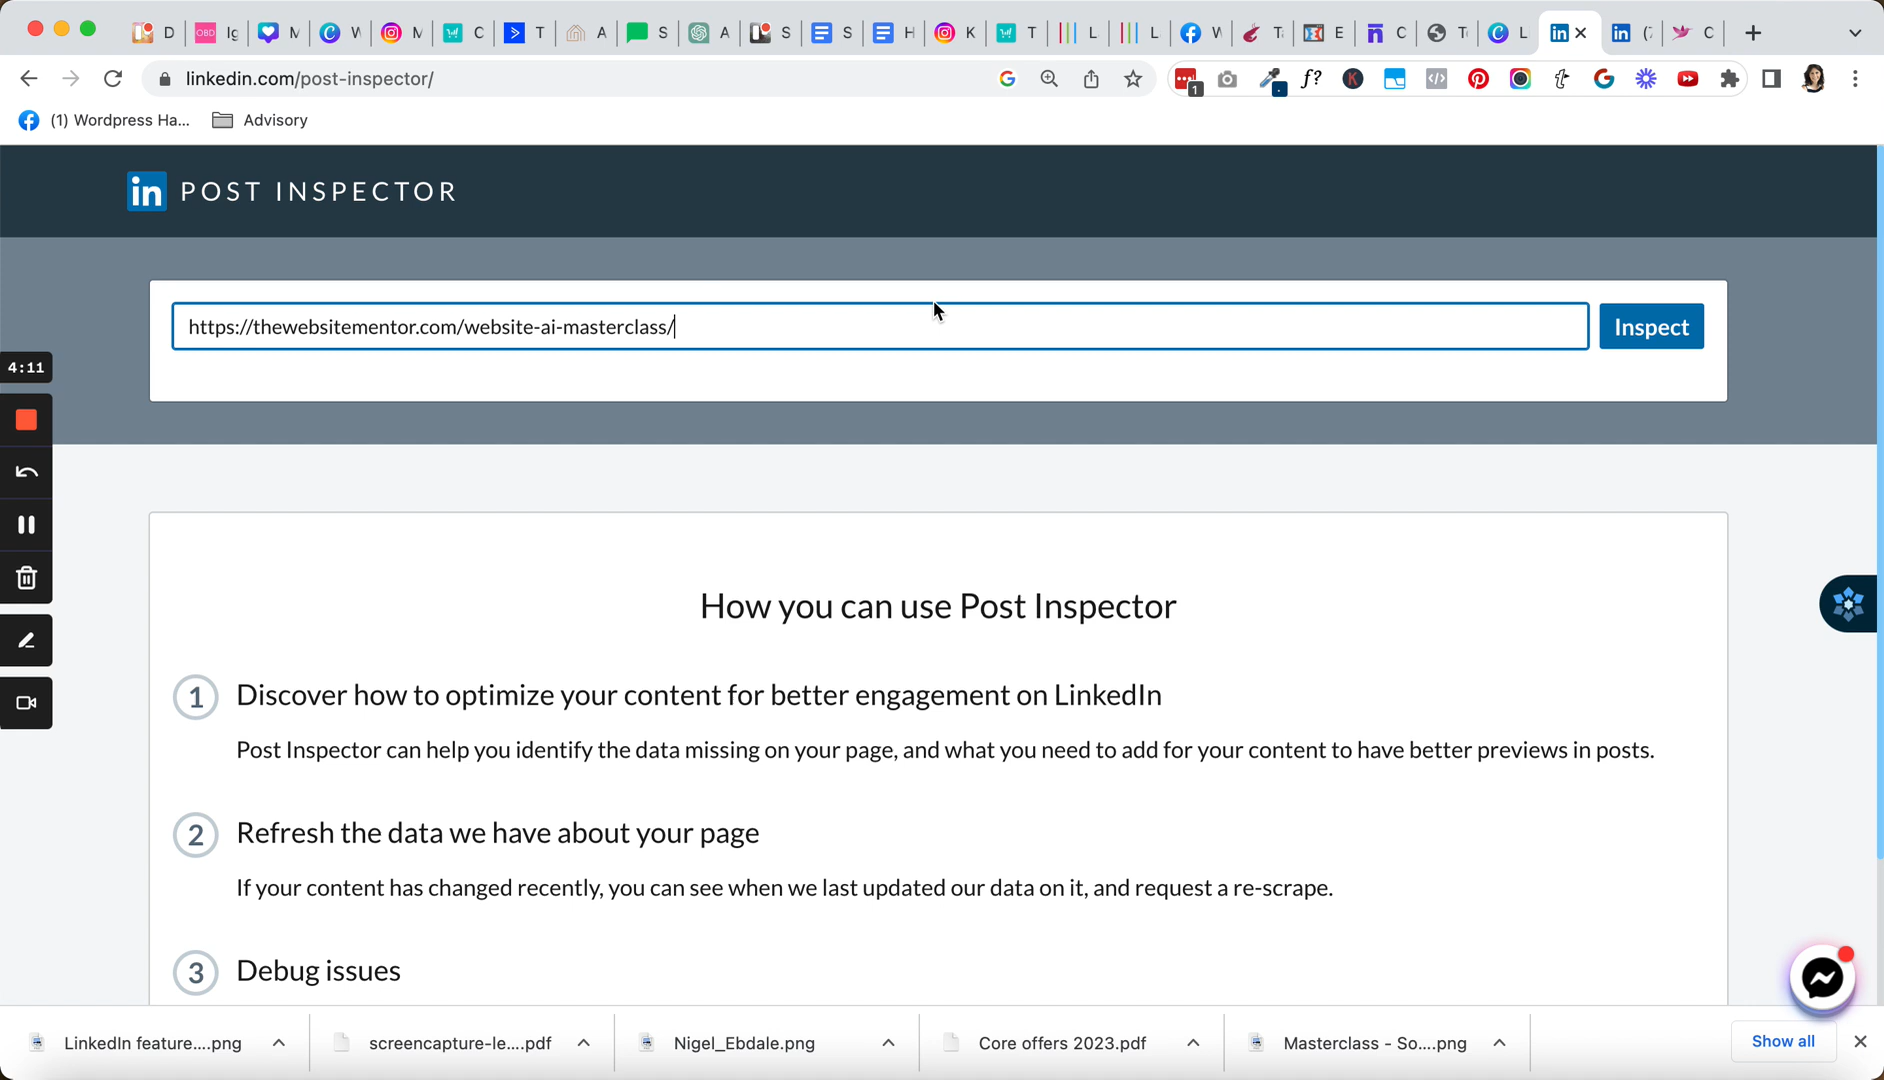 D
OBD
Ig
M
W
M
C
T
A
S
A
S
S
H
K
T
L
L
W
T
E
C
T
L
(
C
linkedin.com/post-inspector/
1
(1) Wordpress Ha...
Advisory
in POST INSPECTOR
https://thewebsitementor.com/website-ai-masterclass/
Inspect
4:11
How you can use Post Inspector
1 Discover how to optimize your content for better engagement on LinkedIn
Post Inspector can help you identify the data missing on your page, and what you need to add for your content to have better previews in posts.
2 Refresh the data we have about your page
If your content has changed recently, you can see when we last updated our data on it, and request a re-scrape.
3 Debug issues
LinkedIn feature....png
screencapture-le....pdf
Nigel_Ebdale.png
Core offers 2023.pdf
Masterclass - So....png
Show all